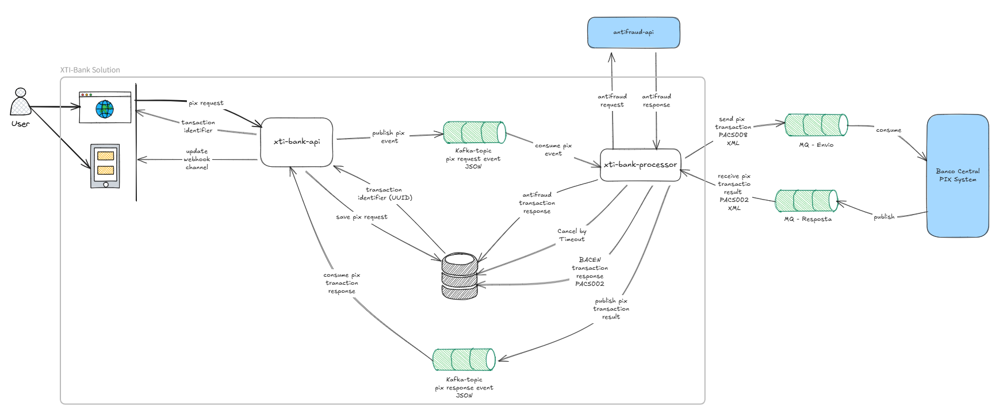 antifraud-api
XTI-Bank Solution
User
pix request
tansaction
identifier
update
webhook
channel
xti-bank-api
publish pix
event
Kafka-topic
pix request event
JSON
consume pix
event
antifraud
request
antifraud
response
xti-bank-processor
send pix
transaction
PACS008
XML
MQ - Envio
consume
Banco Central
PIX System
receive pix
transactio
result
PACS002
XML
MQ - Resposta
publish
transaction
identifier (UUID)
save pix request
antifraud
transaction
response
Cancel by
Timeout
BACEN
transaction
response
PACS002
consume pix
tranaction
response
publish pix
transaction
result
Kafka-topic
pix response event
JSON